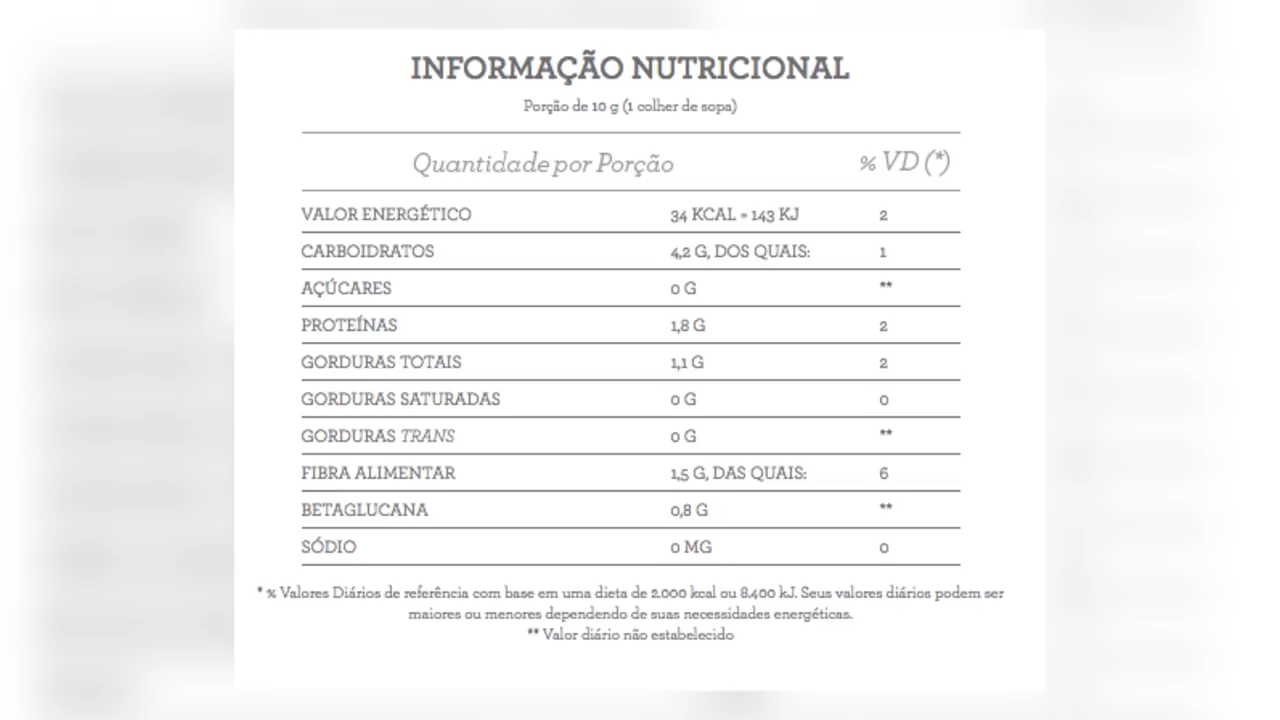 INFORMAÇÃO NUTRICIONAL
Porção de 10 g (1 colher de sopa)
Quantidade por Porção % VD (*)
VALOR ENERGÉTICO 34 KCAL = 143 KJ 2
CARBOIDRATOS 4,2 G, DOS QUAIS: 1
AÇÚCARES 0 G **
PROTEÍNAS 1,8 G 2
GORDURAS TOTAIS 1,1 G 2
GORDURAS SATURADAS 0 G 0
GORDURAS TRANS 0 G **
FIBRA ALIMENTAR 1,5 G, DAS QUAIS: 6
BETAGLUCANA 0,8 G **
SÓDIO 0 MG 0
* % Valores Diários de referência com base em uma dieta de 2.000 kcal ou 8.400 kJ. Seus valores diários podem ser
maiores ou menores dependendo de suas necessidades energéticas.
** Valor diário não estabelecido